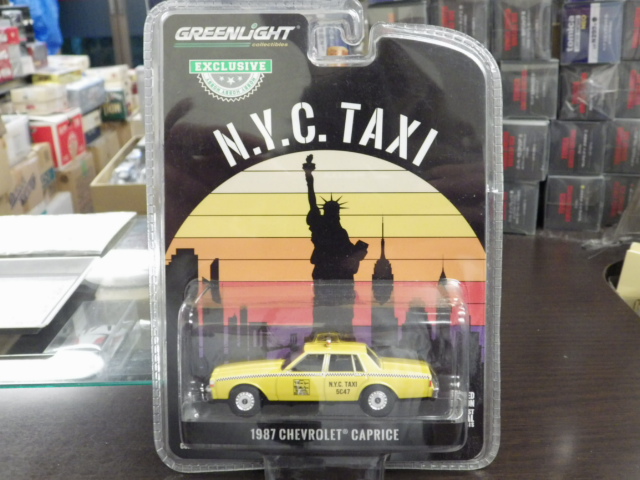 GREENLIGHT
collectibles
EXCLUSIVE
N.Y.C. TAXI
N.Y.C. TAXI
5C47
1987 CHEVROLET® CAPRICE